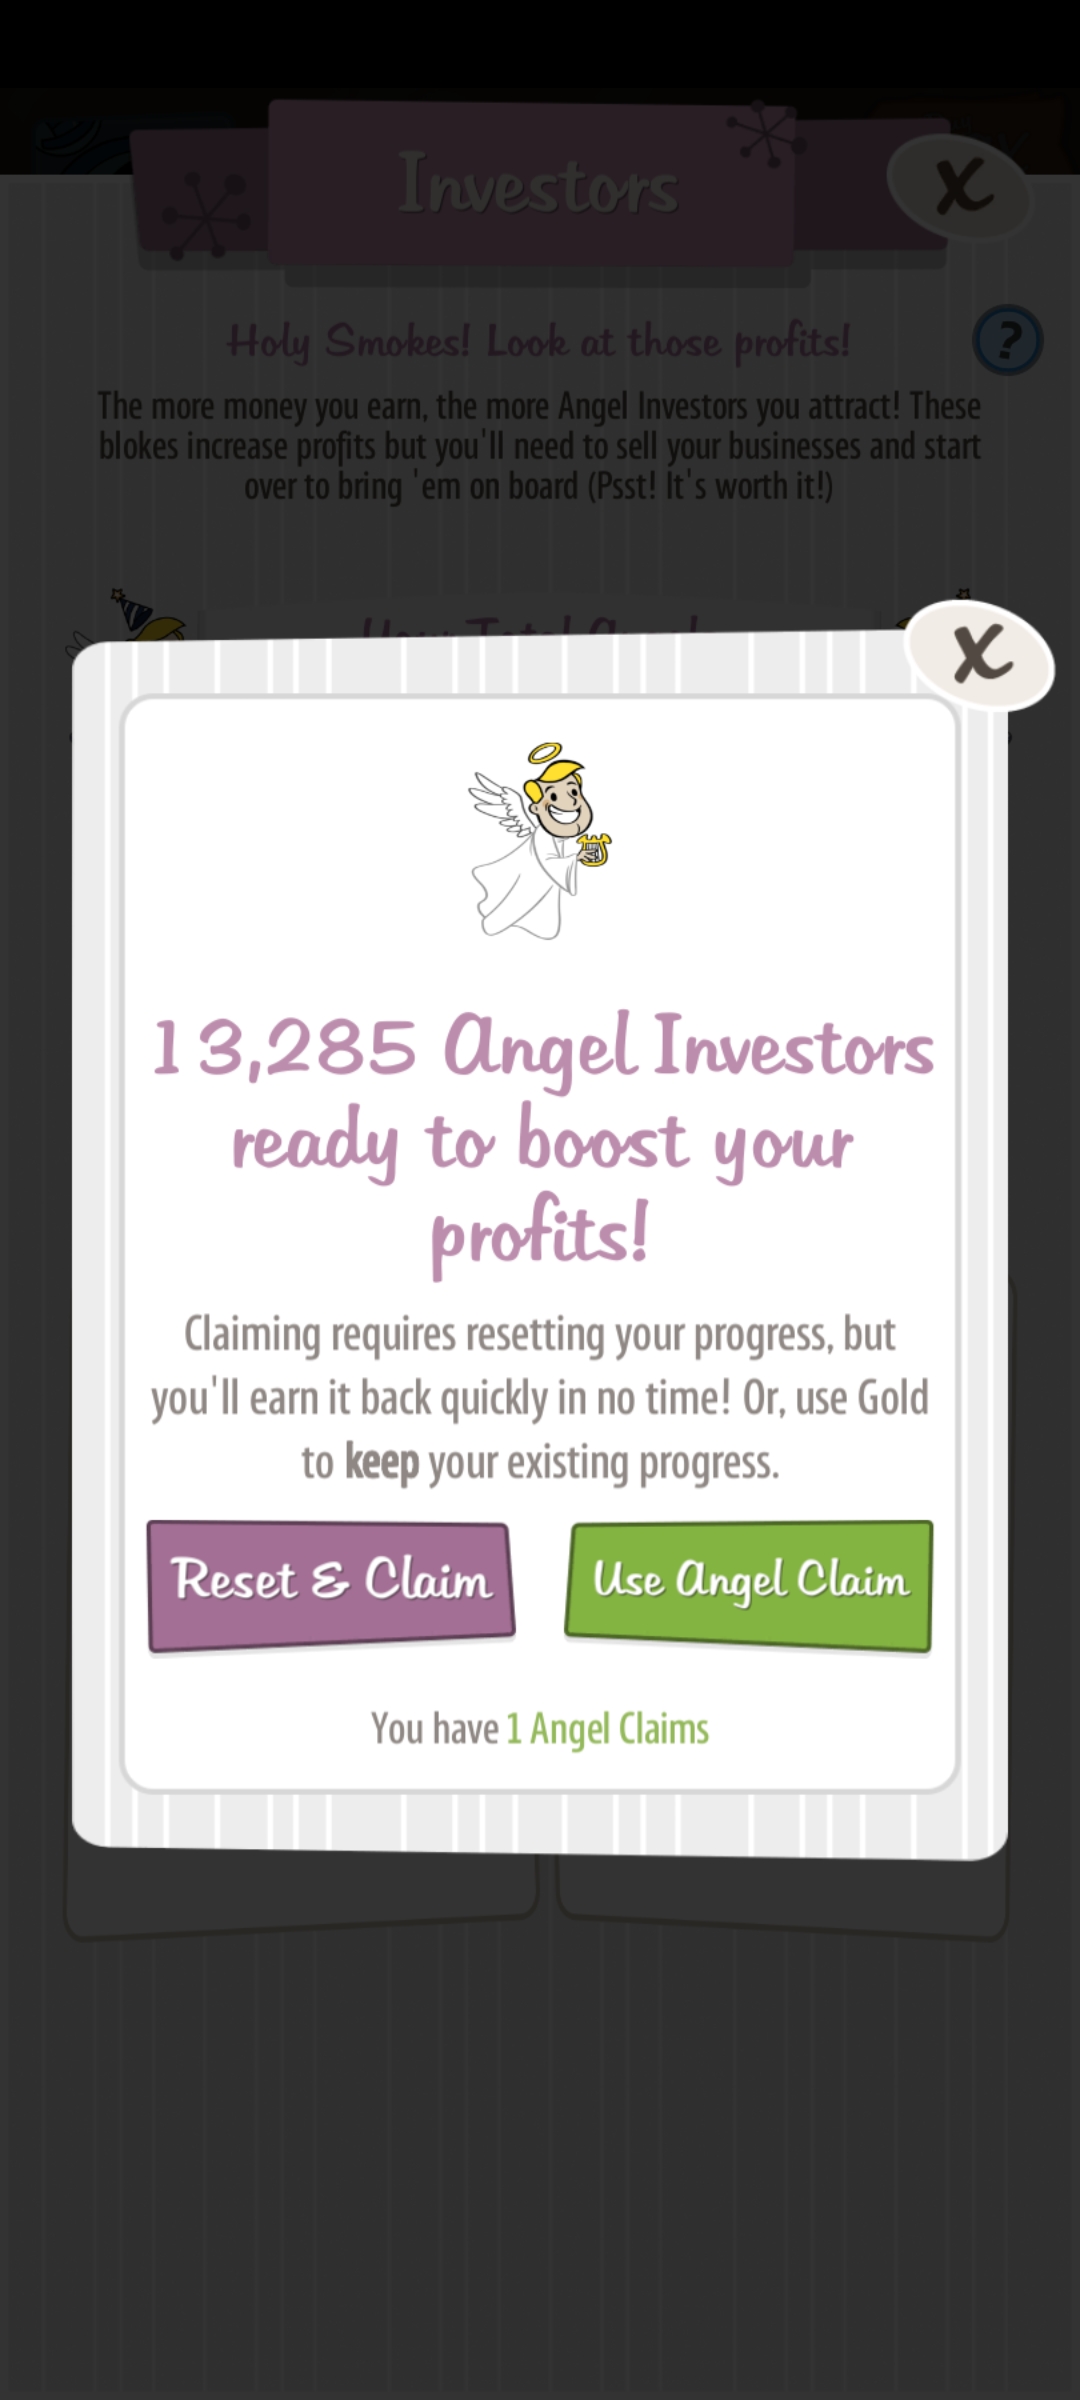 Investors
X
Holy Smokes! Look at those profits!
?
The more money you earn, the more Angel Investors you attract! These
blokes increase profits but you'll need to sell your businesses and start
over to bring 'em on board (Psst! It's worth it!)
X
13,285 Angel Investors
ready to boost your
profits!
Claiming requires resetting your progress, but
you'll earn it back quickly in no time! Or, use Gold
to keep your existing progress.
Reset & Claim
Use Angel Claim
You have 1 Angel Claims